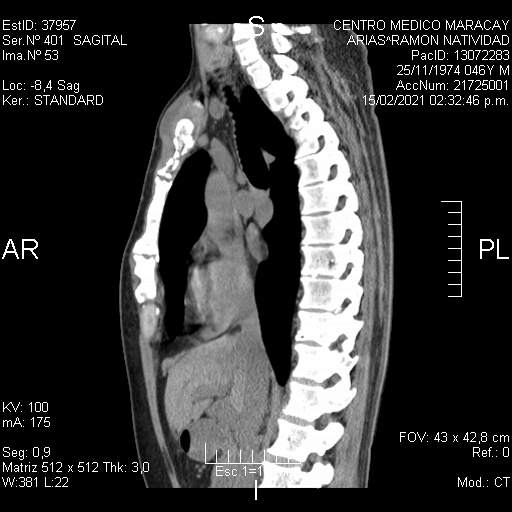 EstID: 37957
Ser.Nº 401 SAGITAL
Ima.Nº 53
Loc: -8,4 Sag
Ker.: STANDARD
S
CENTRO MEDICO MARACAY
ARIAS^RAMON NATIVIDAD
PacID: 13072283
25/11/1974 046Y M
AccNum: 21725001
15/02/2021 02:32:46 p.m.
AR
PL
KV: 100
mA: 175
Seg: 0,9
Matriz 512 x 512 Thk: 3,0
W:381 L:22
FOV: 43 x 42,8 cm
Ref.: 0
Mod.: CT